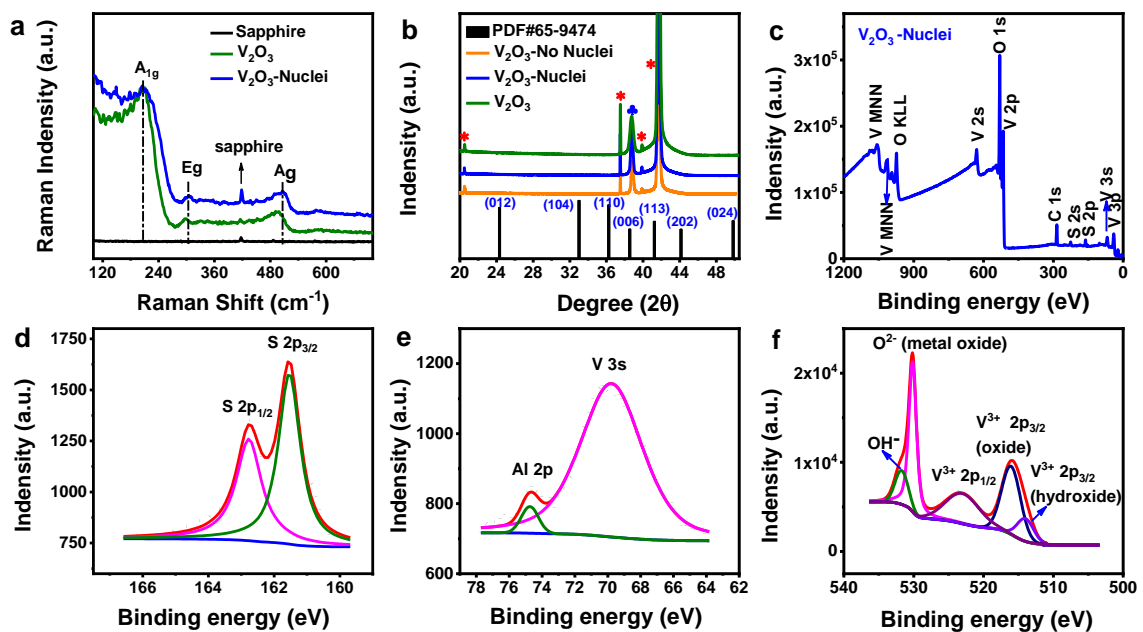 a
Raman Indensity (a.u.)
Sapphire
V₂O₃
V₂O₃-Nuclei
A₁g
Eg
sapphire
Ag
100 300 450 600
Raman Shift (cm⁻¹)
b
Indensity (a.u.)
PDF#65-9474
V₂O₃-No Nuclei
V₂O₃-Nuclei
V₂O₃
*
*
*
*
♣
(012)
(104)
(110)
(006)
(113)
(202)
(024)
20 24 28 32 36 40 44 48
Degree (2θ)
c
V₂O₃-Nuclei
Indensity (a.u.)
3x10⁵
2x10⁵
1x10⁵
0
V MNN
V MNN
O KLL
V 2s
O 1s
V 2p
C 1s
S 2s
S 2p
V 3s
V 3p
1200 900 600 300 0
Binding energy (eV)
d
Indensity (a.u.)
1750
1500
1250
1000
750
S 2p₁/₂
S 2p₃/₂
166 164 162 160
Binding energy (eV)
e
Indensity (a.u.)
1200
1000
800
600
Al 2p
V 3s
78 76 74 72 70 68 66 64 62
Binding energy (eV)
f
Indensity (a.u.)
2x10⁴
1x10⁴
0
O²⁻ (metal oxide)
OH⁻
V³⁺ 2p₁/₂
V³⁺ 2p₃/₂
(oxide)
V³⁺ 2p₃/₂
(hydroxide)
540 530 520 510 500
Binding energy (eV)